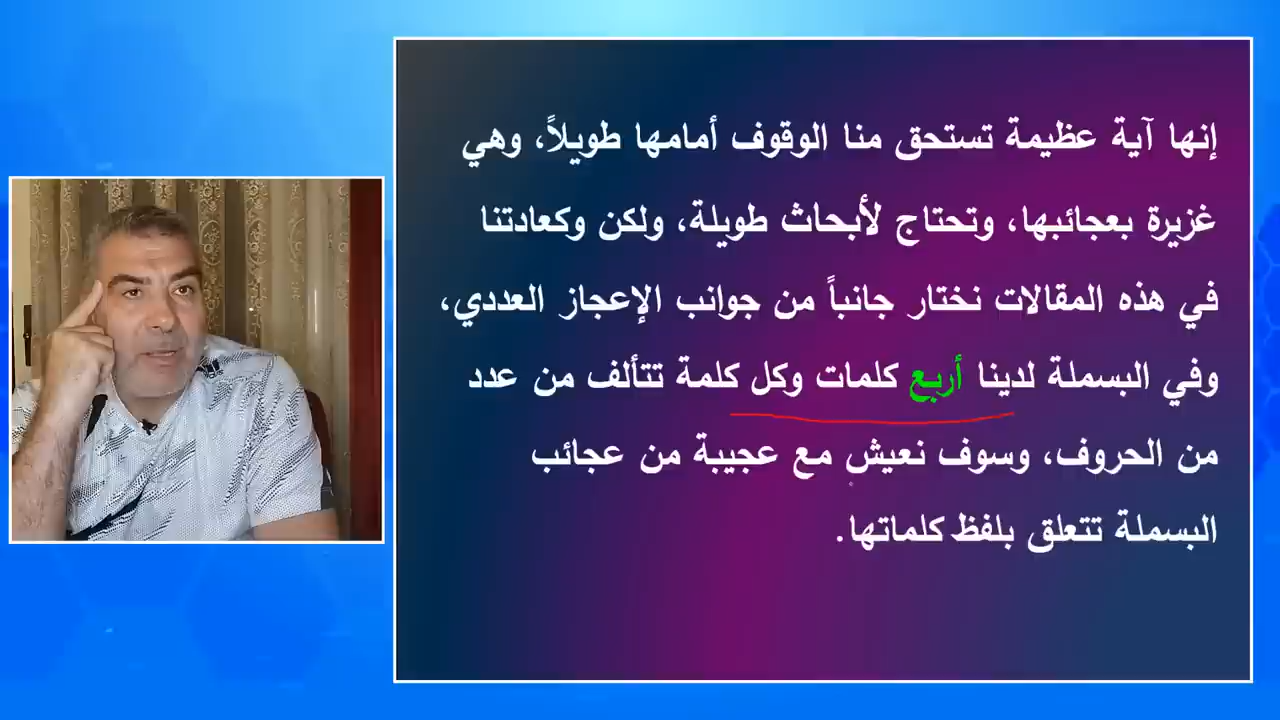 إنها آية عظيمة تستحق منا الوقوف أمامها طويلاً، وهي
غزيرة بعجائبها، وتحتاج لأبحاث طويلة، ولكن وكعادتنا
في هذه المقالات نختار جانباً من جوانب الإعجاز العددي،
وفي البسملة لدينا أربع كلمات وكل كلمة تتألف من عدد
من الحروف، وسوف نعيش مع عجيبة من عجائب
البسملة تتعلق بلفظ كلماتها.